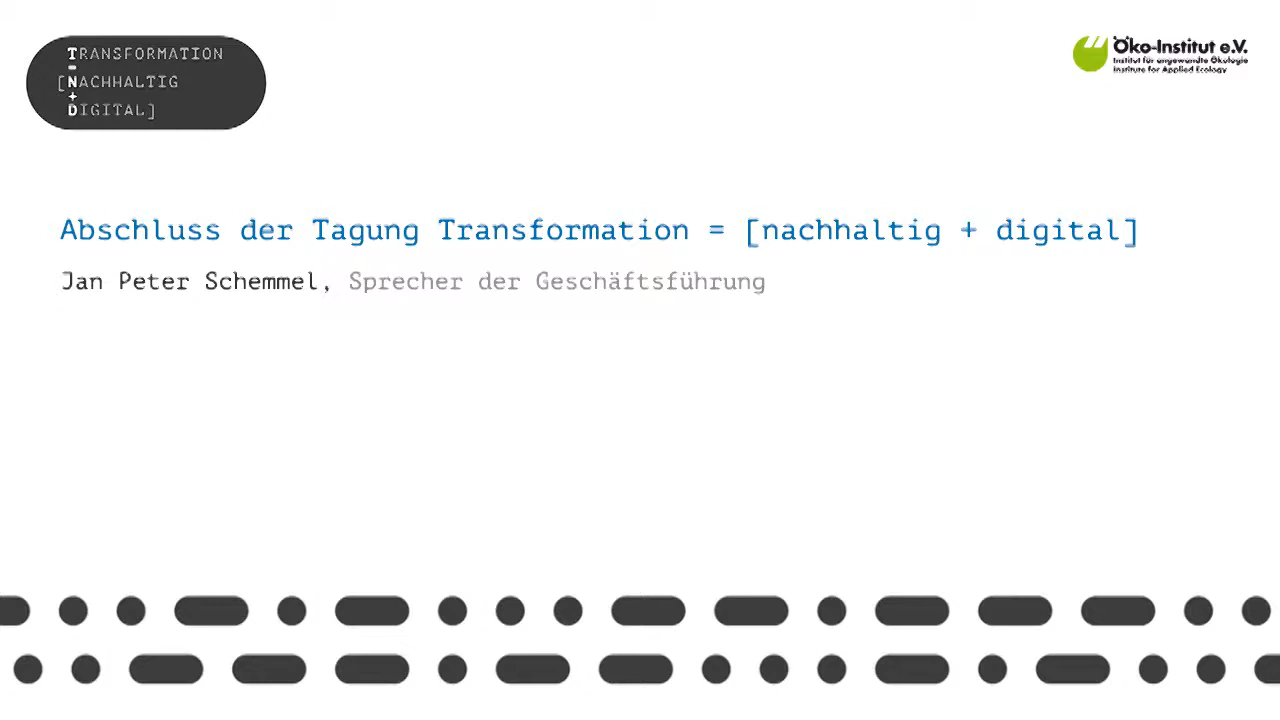 TRANSFORMATION
=
[NACHHALTIG
+
DIGITAL]
Öko-Institut e.V.
Institut für angewandte Ökologie
Institute for Applied Ecology
Abschluss der Tagung Transformation = [nachhaltig + digital]
Jan Peter Schemmel, Sprecher der Geschäftsführung